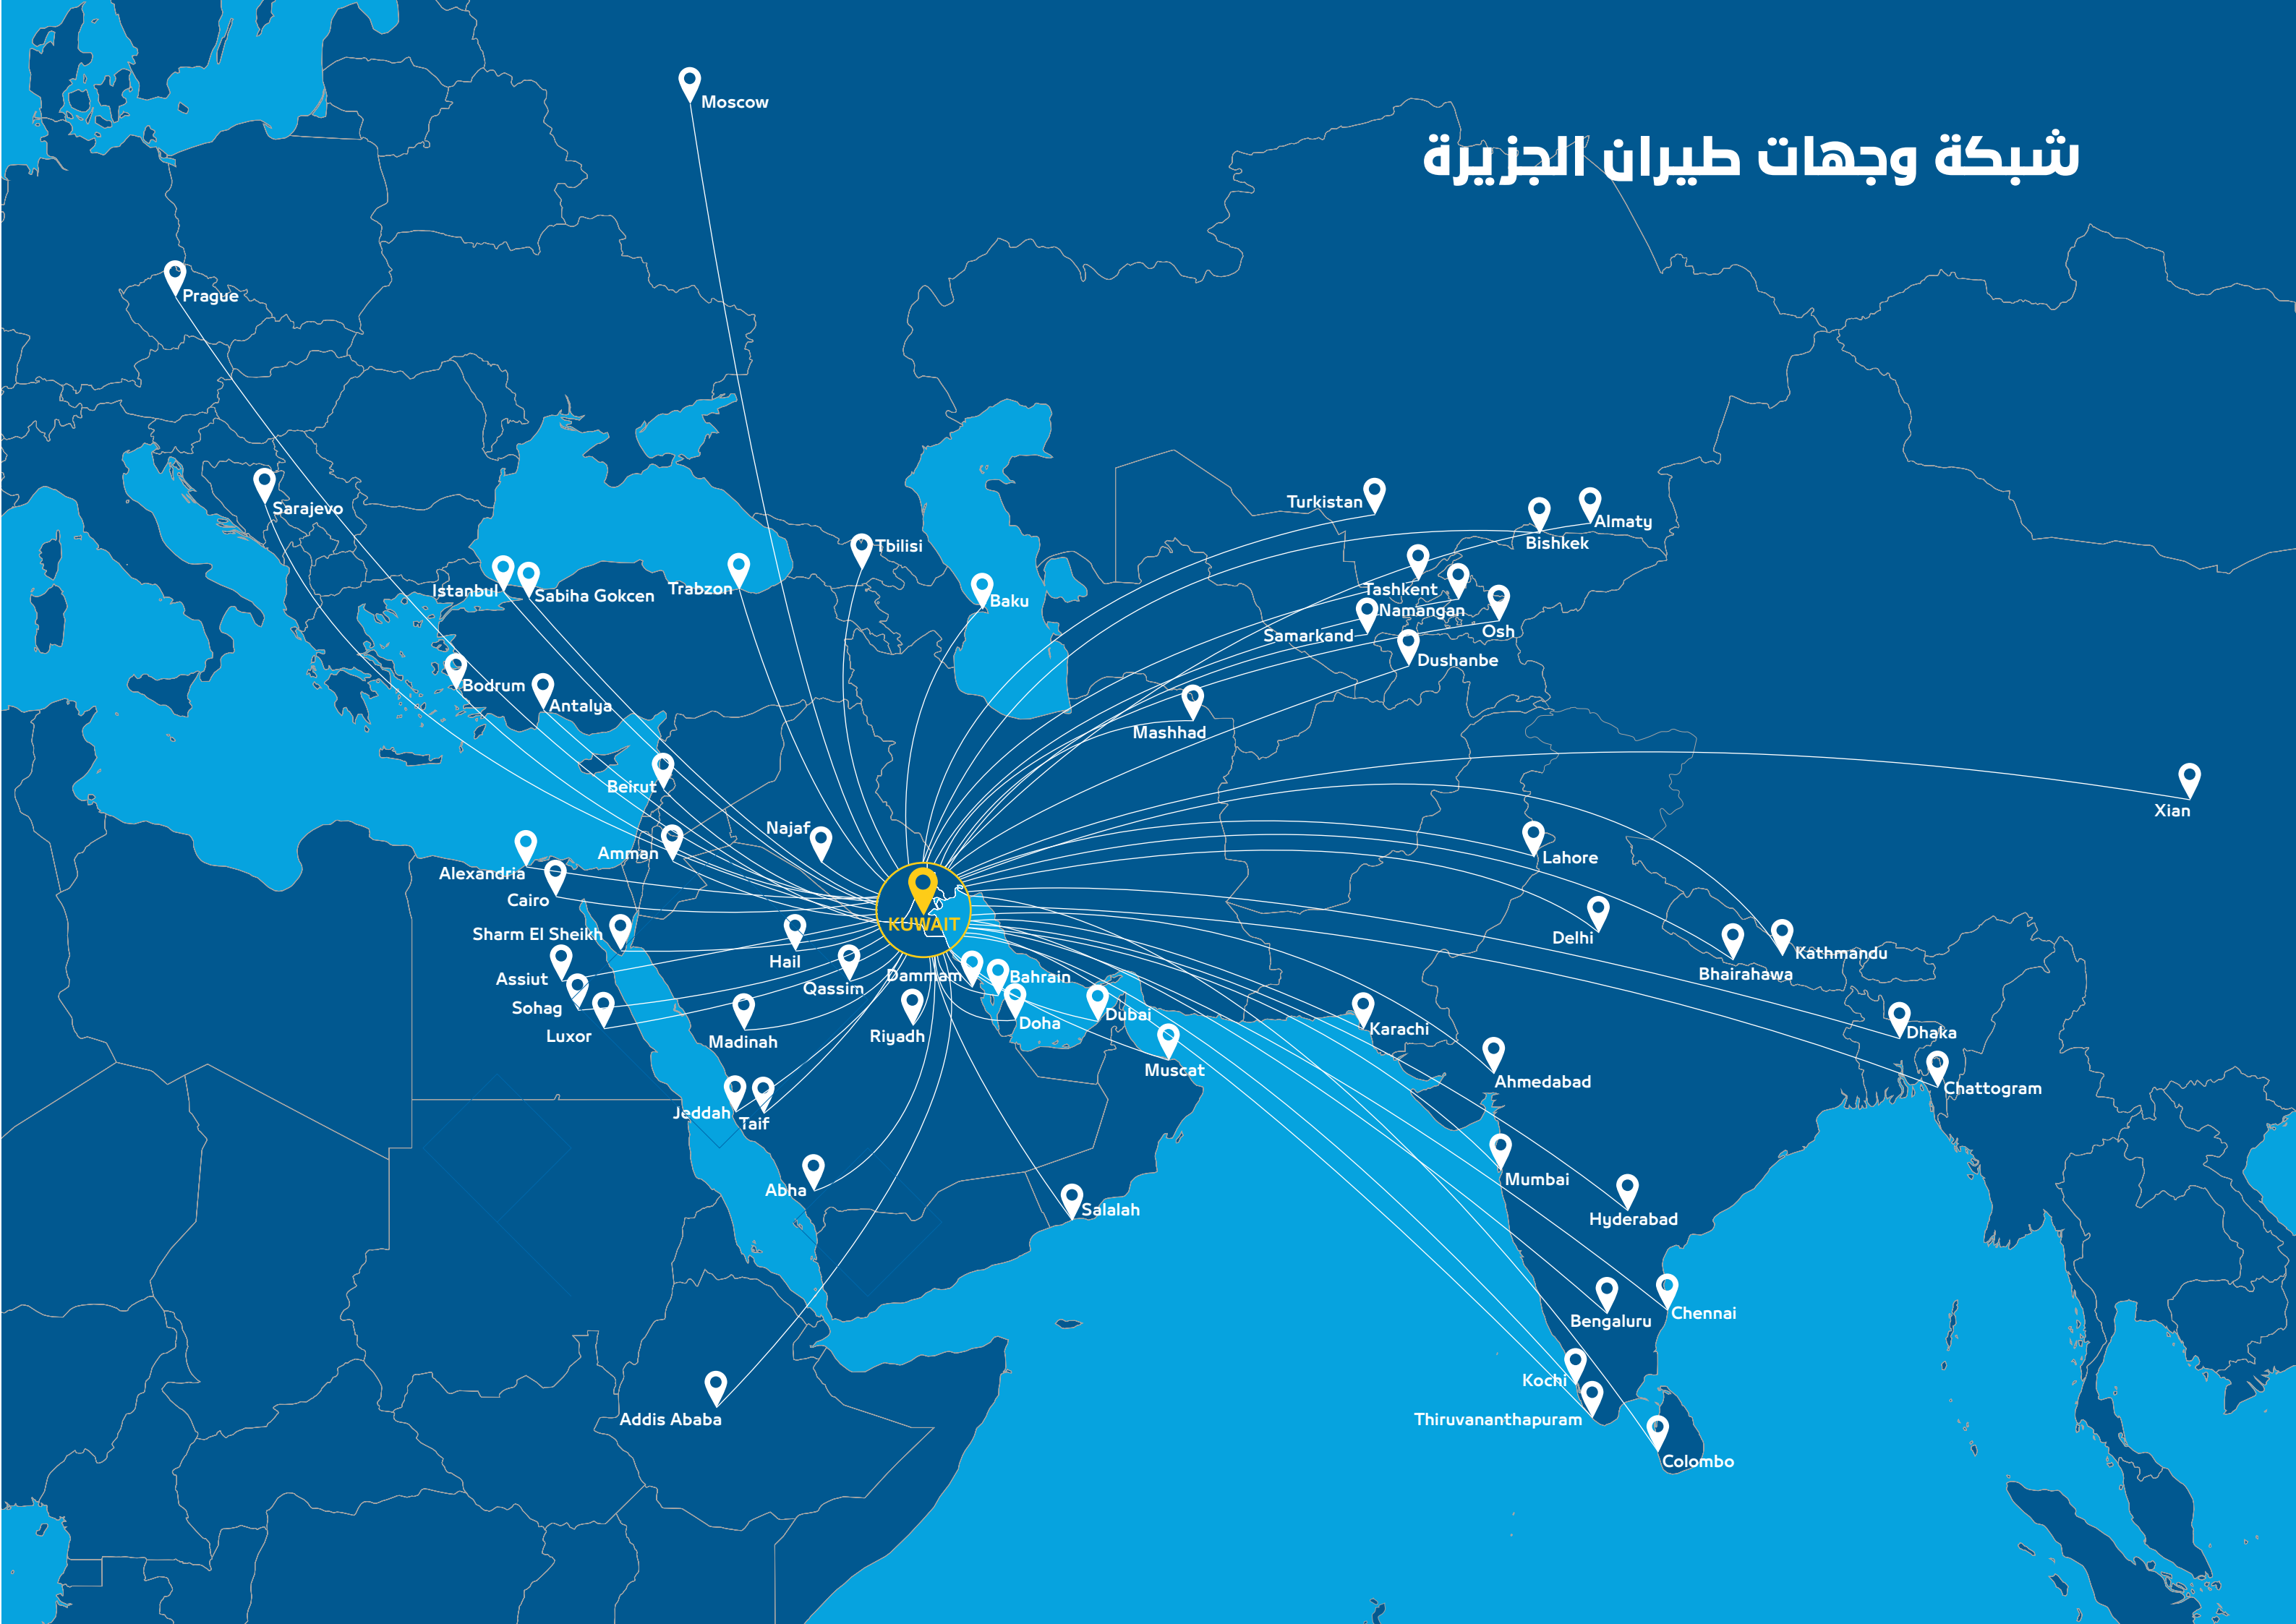 Moscow
شبكة وجهات طيران الجزيرة
Prague
Sarajevo
Turkistan
Almaty
Bishkek
Tbilisi
Istanbul
Sabiha Gokcen
Trabzon
Baku
Tashkent
Namangan
Samarkand
Osh
Dushanbe
Bodrum
Antalya
Mashhad
Beirut
Xian
Najaf
Amman
Lahore
Alexandria
Cairo
KUWAIT
Sharm El Sheikh
Delhi
Kathmandu
Hail
Bhairahawa
Assiut
Qassim
Dammam
Bahrain
Sohag
Luxor
Madinah
Riyadh
Doha
Dubai
Karachi
Dhaka
Muscat
Ahmedabad
Chattogram
Jeddah
Taif
Mumbai
Abha
Salalah
Hyderabad
Chennai
Bengaluru
Kochi
Addis Ababa
Thiruvananthapuram
Colombo